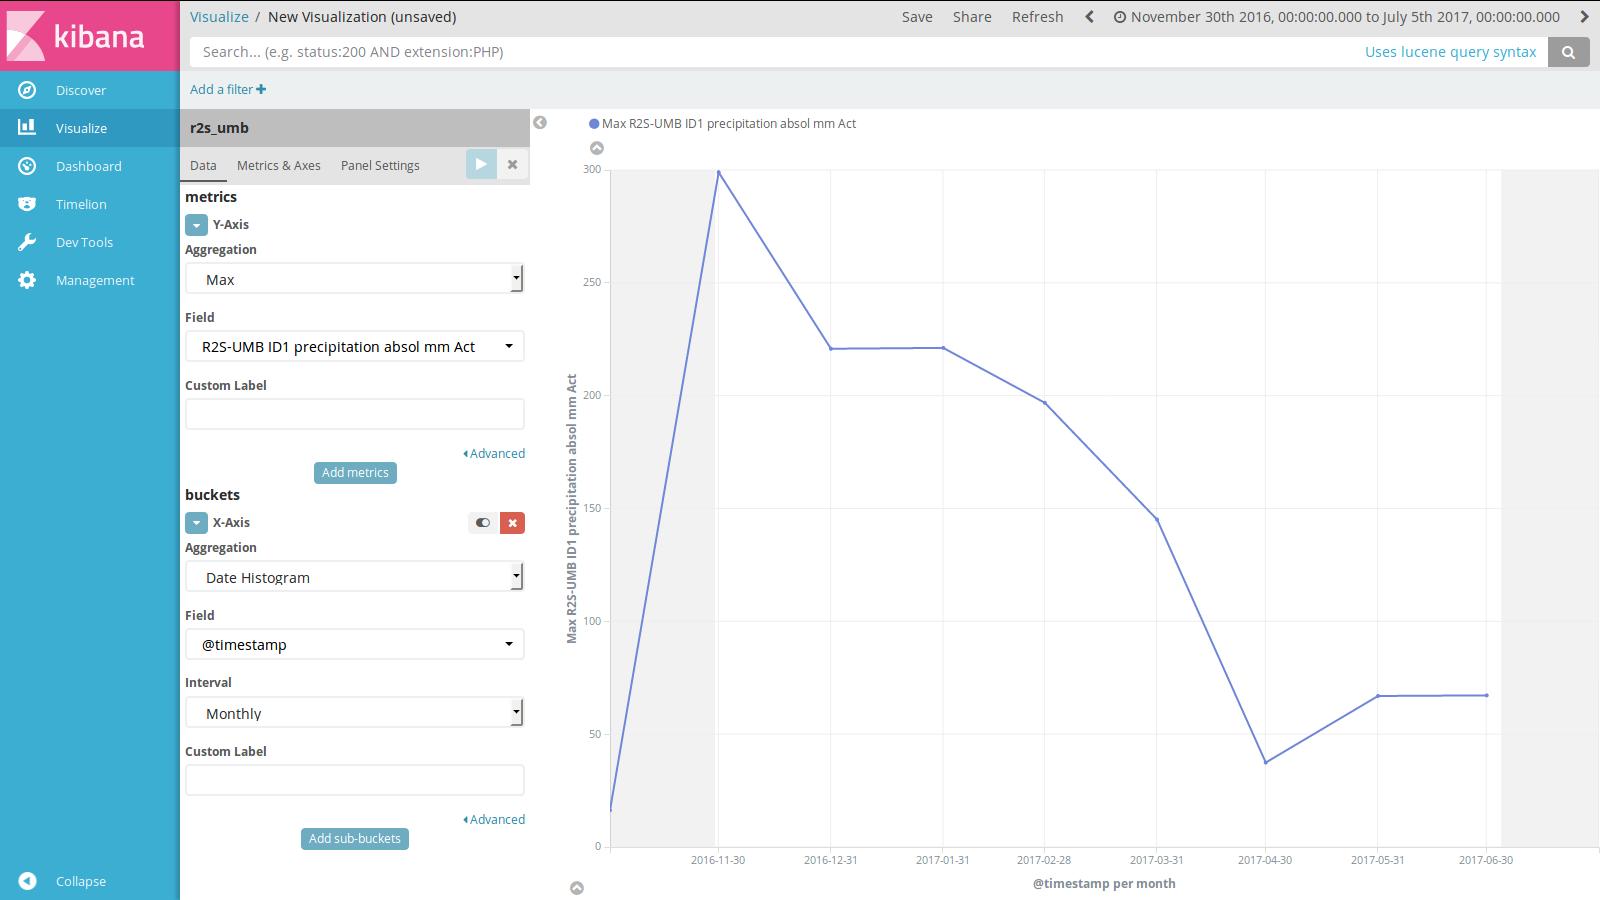 kibana
Visualize / New Visualization (unsaved)
Save Share Refresh November 30th 2016, 00:00:00.000 to July 5th 2017, 00:00:00.000
Search... (e.g. status:200 AND extension:PHP) Uses lucene query syntax
Add a filter
Discover
Visualize
Dashboard
Timelion
Dev Tools
Management
Collapse
r2s_umb
Data Metrics & Axes Panel Settings
metrics
Y-Axis
Aggregation
Max
Field
R2S-UMB ID1 precipitation absol mm Act
Custom Label
Advanced
Add metrics
buckets
X-Axis
Aggregation
Date Histogram
Field
@timestamp
Interval
Monthly
Custom Label
Advanced
Add sub-buckets
Max R2S-UMB ID1 precipitation absol mm Act
Max R2S-UMB ID1 precipitation absol mm Act
300
250
200
150
100
50
0
2016-11-30 2016-12-31 2017-01-31 2017-02-28 2017-03-31 2017-04-30 2017-05-31 2017-06-30
@timestamp per month